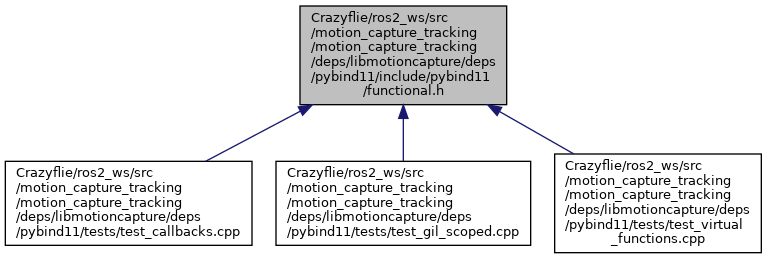 Crazyflie/ros2_ws/src
/motion_capture_tracking
/motion_capture_tracking
/deps/libmotioncapture/deps
/pybind11/include/pybind11
/functional.h
Crazyflie/ros2_ws/src
/motion_capture_tracking
/motion_capture_tracking
/deps/libmotioncapture/deps
/pybind11/tests/test_callbacks.cpp
Crazyflie/ros2_ws/src
/motion_capture_tracking
/motion_capture_tracking
/deps/libmotioncapture/deps
/pybind11/tests/test_gil_scoped.cpp
Crazyflie/ros2_ws/src
/motion_capture_tracking
/motion_capture_tracking
/deps/libmotioncapture/deps
/pybind11/tests/test_virtual
_functions.cpp